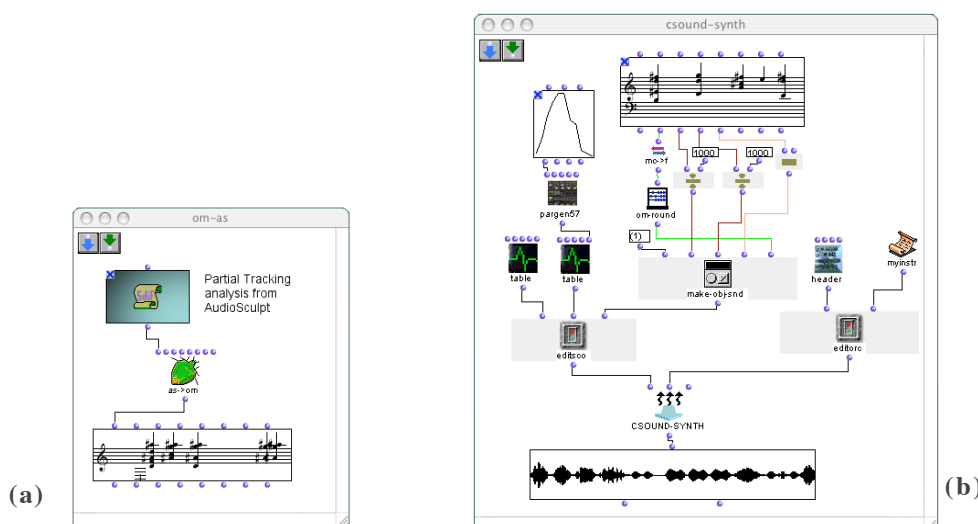 om-as
Sdif
Partial Tracking
analysis from
AudioSculpt
as->om
(a)
csound-synth
1000
1000
mc->f
om-round
pargen57
(1)
table
table
make-obj-snd
header
myinstr
editsco
editorc
CSOUND-SYNTH
(b)